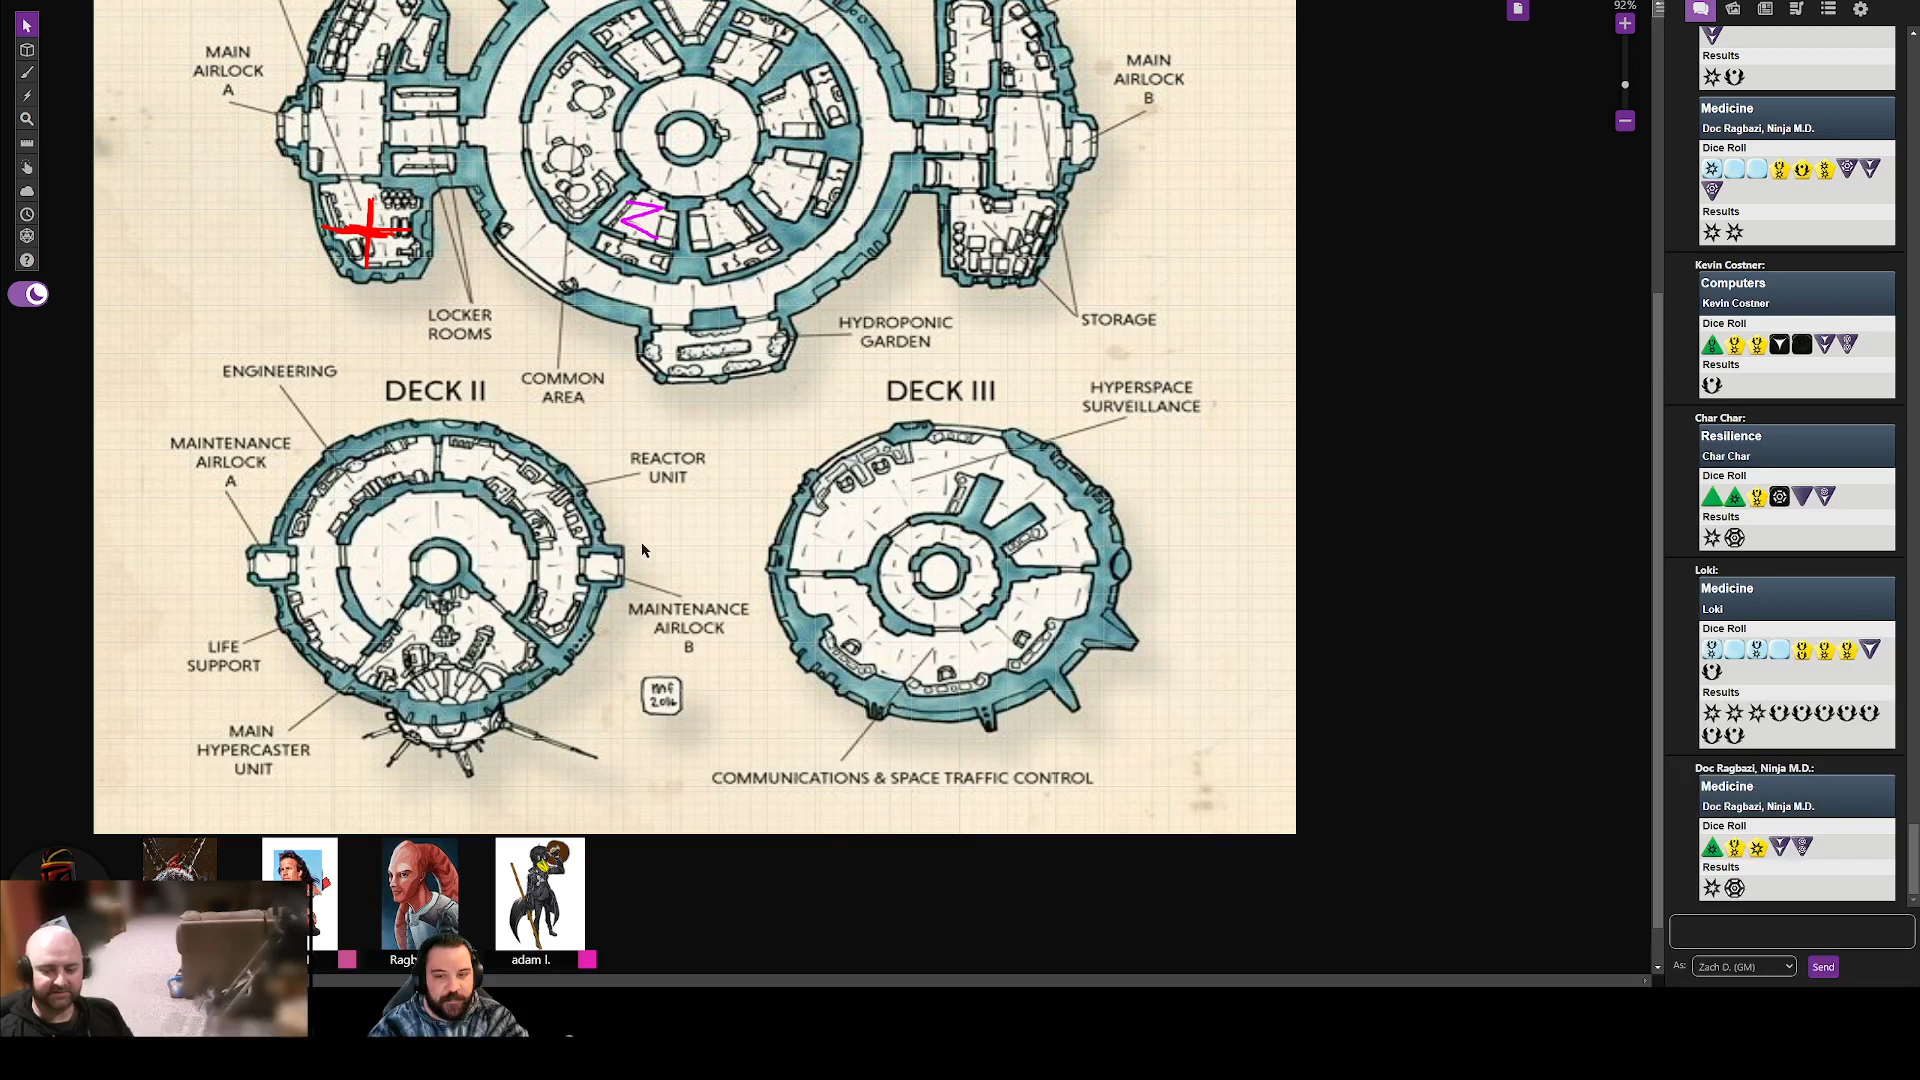 MAIN
AIRLOCK
A
MAIN
AIRLOCK
B
LOCKER
ROOMS
COMMON
AREA
HYDROPONIC
GARDEN
STORAGE
DECK II
DECK III
ENGINEERING
MAINTENANCE
AIRLOCK
A
REACTOR
UNIT
HYPERSPACE
SURVEILLANCE
MAINTENANCE
AIRLOCK
B
LIFE
SUPPORT
MAIN
HYPERCASTER
UNIT
2016
COMMUNICATIONS & SPACE TRAFFIC CONTROL
adam l.
92%
Results
Medicine
Doc Ragbazi, Ninja M.D.
Dice Roll
Results
Kevin Costner:
Computers
Kevin Costner
Dice Roll
Results
Char Char:
Resilience
Char Char
Dice Roll
Results
Loki:
Medicine
Loki
Dice Roll
Results
Doc Ragbazi, Ninja M.D.:
Medicine
Doc Ragbazi, Ninja M.D.
Dice Roll
Results
As: Zach D. (GM) Send